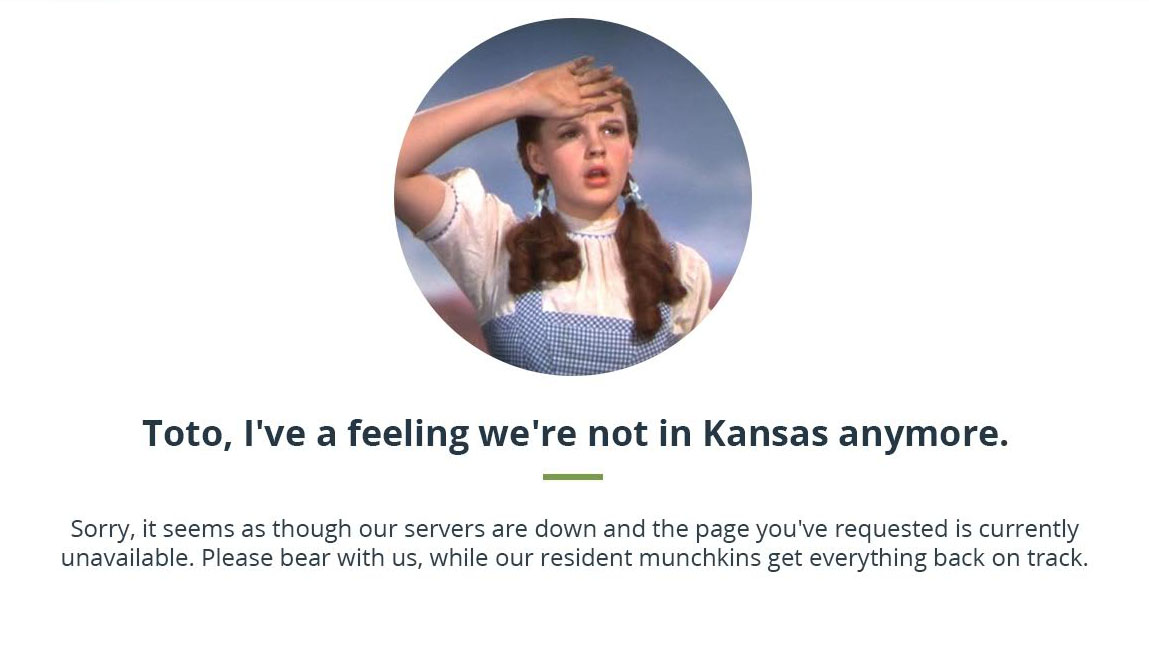 Toto, I've a feeling we're not in Kansas anymore.
Sorry, it seems as though our servers are down and the page you've requested is currently
unavailable. Please bear with us, while our resident munchkins get everything back on track.